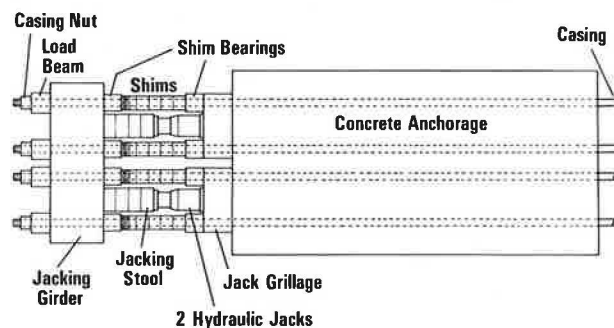 Casing Nut
Load
Beam
Shim Bearings
Shims
Casing
Concrete Anchorage
Jacking
Girder
Jacking
Stool
Jack Grillage
2 Hydraulic Jacks